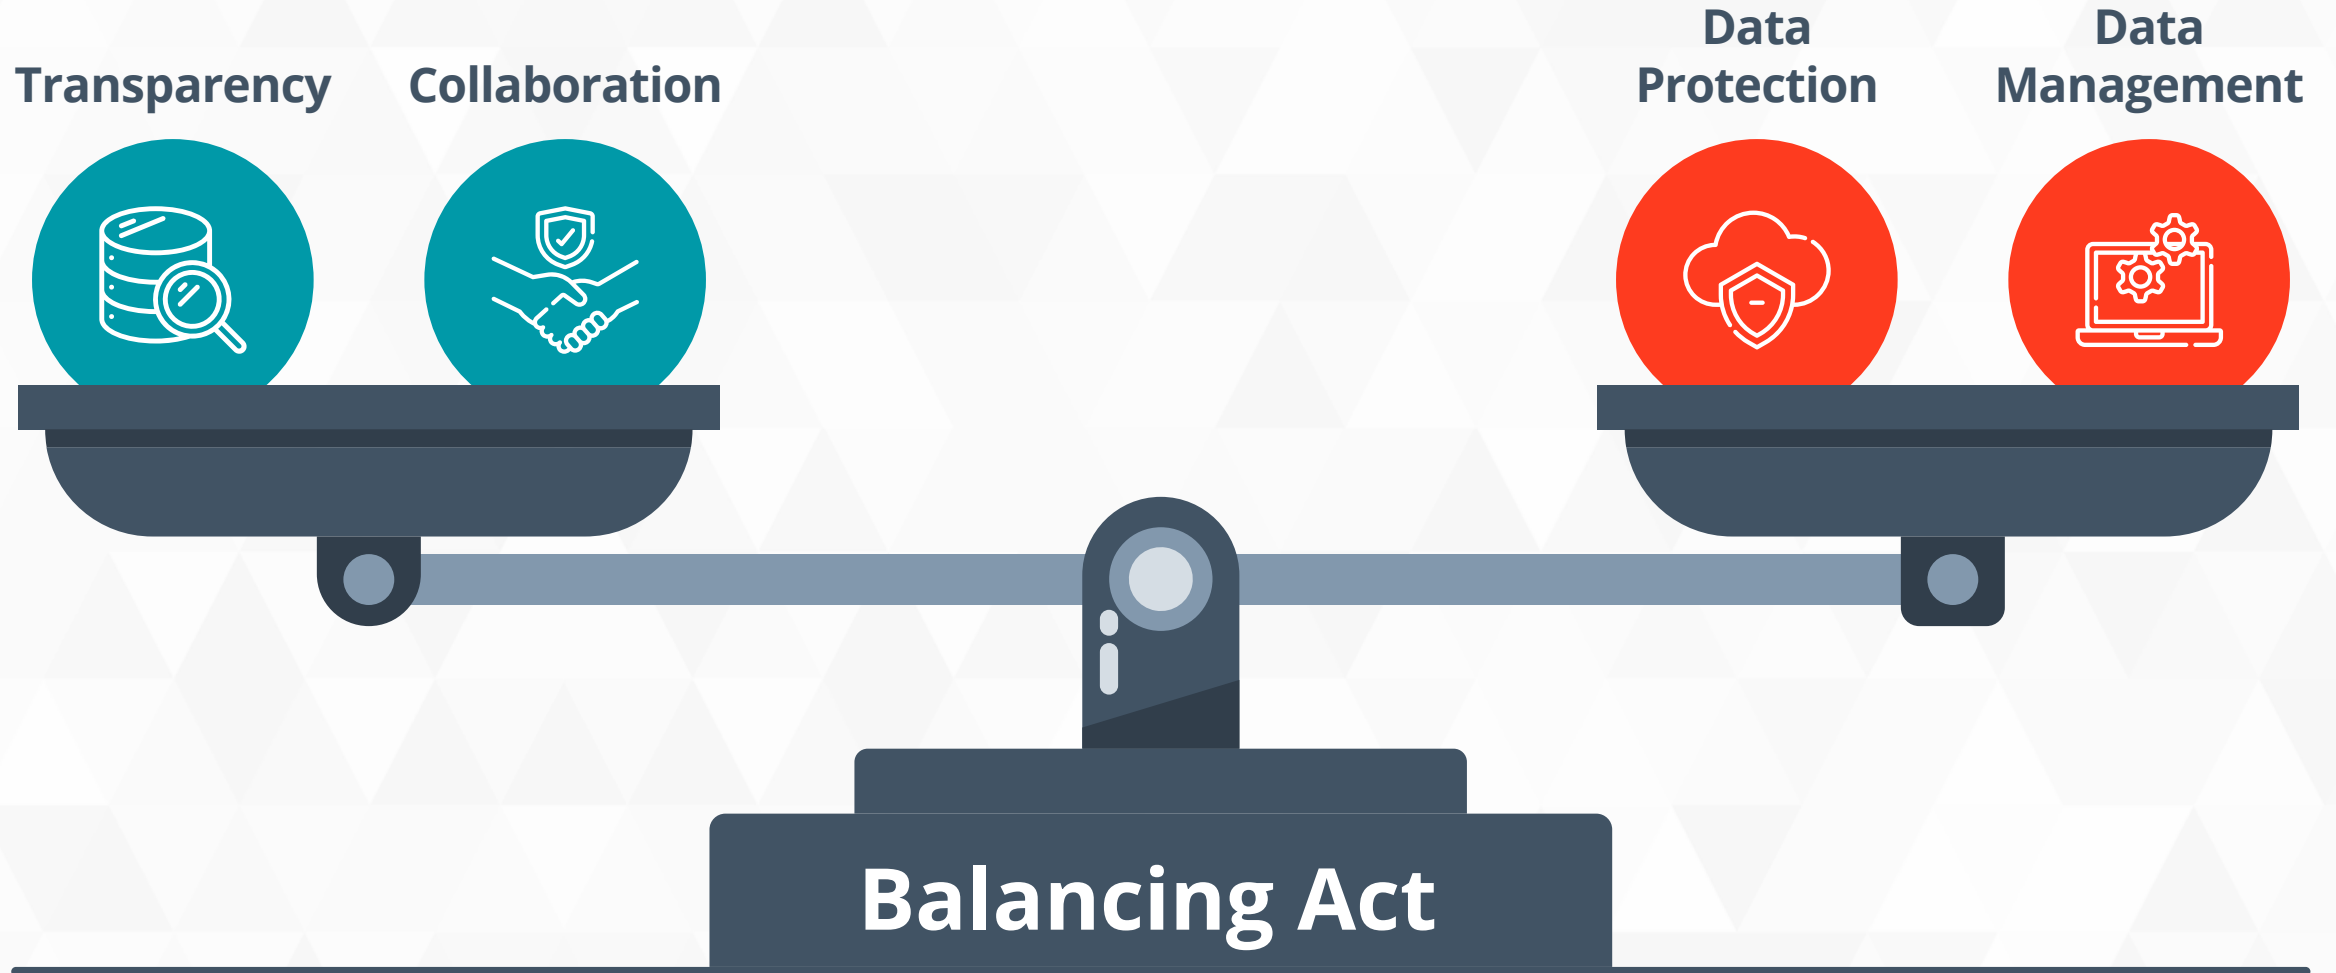 Transparency
Collaboration
Data
Protection
Data
Management
Balancing Act